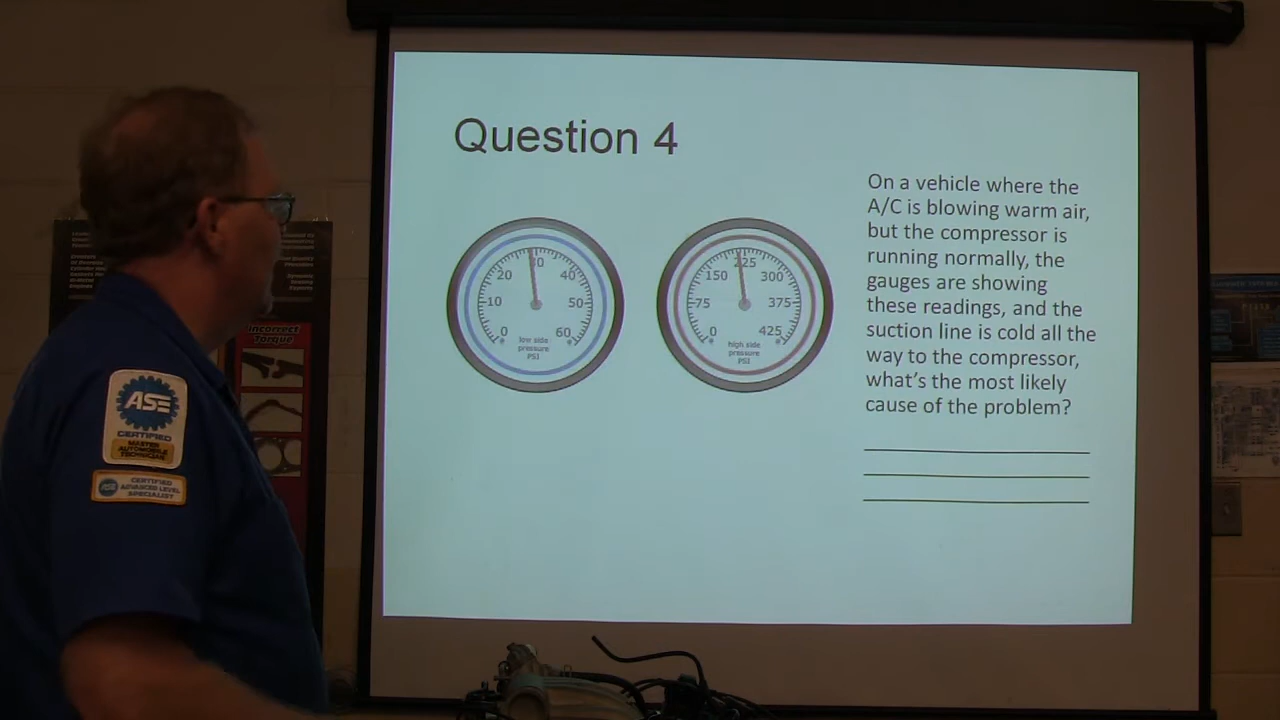 Question 4
On a vehicle where the
A/C is blowing warm air,
but the compressor is
running normally, the
gauges are showing
these readings, and the
suction line is cold all the
way to the compressor,
what's the most likely
cause of the problem?
0
10
20
30
40
50
60
low side
pressure
PSI
0
75
150
225
300
375
425
high side
pressure
PSI
Incorrect
Torque
ASE
CERTIFIED
MASTER
AUTOMOBILE
TECHNICIAN
CERTIFIED
ADVANCED LEVEL
SPECIALIST